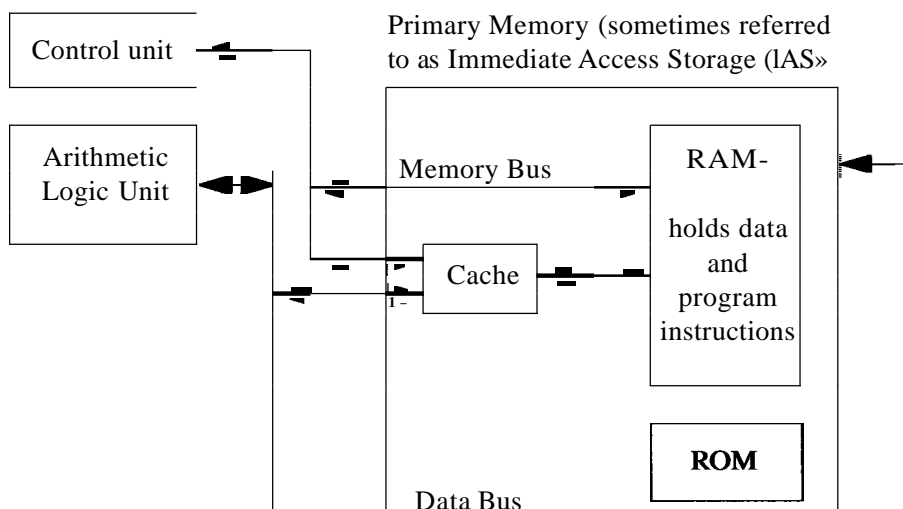 Primary Memory (sometimes referred
to as Immediate Access Storage (lAS»
Control unit
Arithmetic
Logic Unit
Memory Bus
RAM-
holds data
and
program
instructions
Cache
1-
ROM
Data Bus